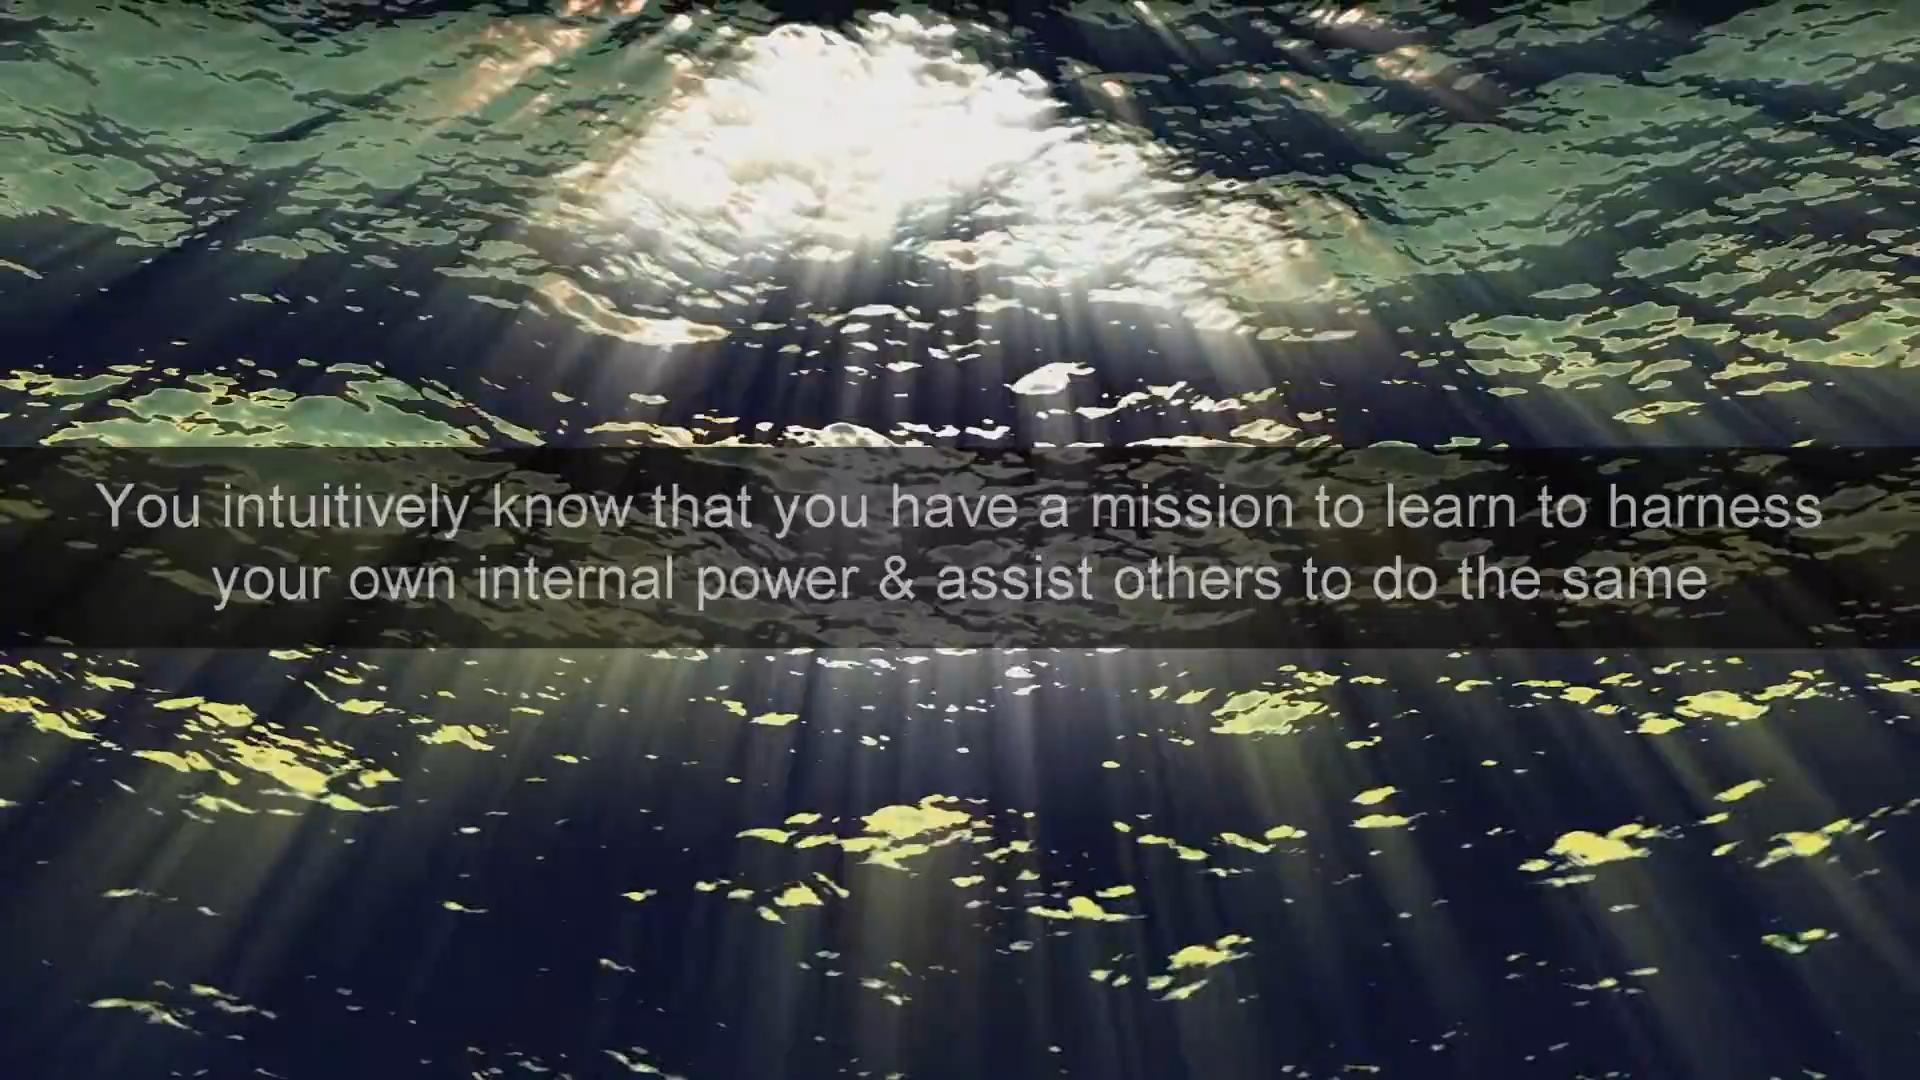 You intuitively know that you have a mission to learn to harness
your own internal power & assist others to do the same